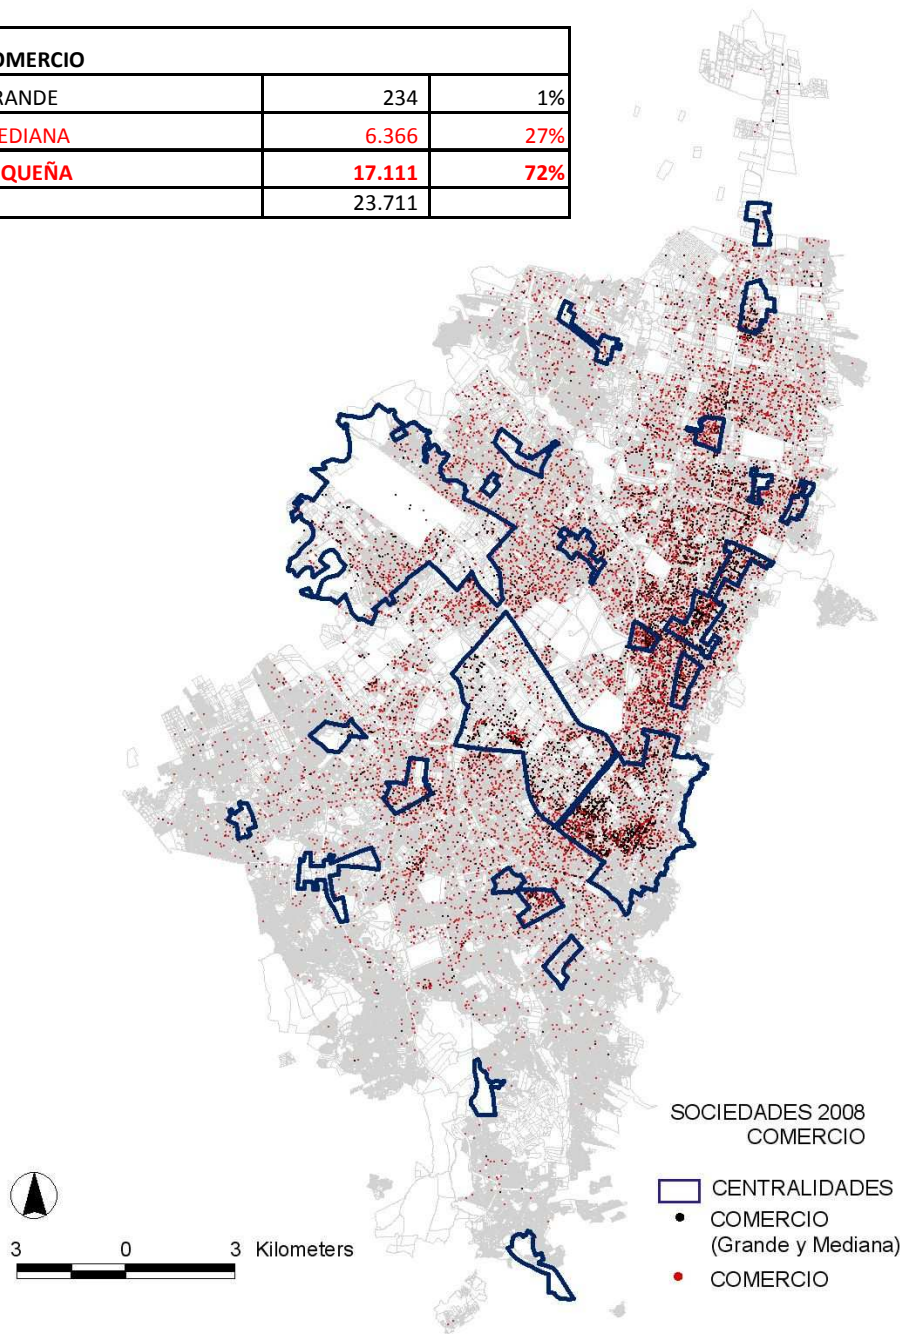 OMERCIO
RANDE 234 1%
EDIANA 6.366 27%
QUEÑA 17.111 72%
23.711
SOCIEDADES 2008
COMERCIO
CENTRALIDADES
COMERCIO
(Grande y Mediana)
COMERCIO
3 0 3 Kilometers